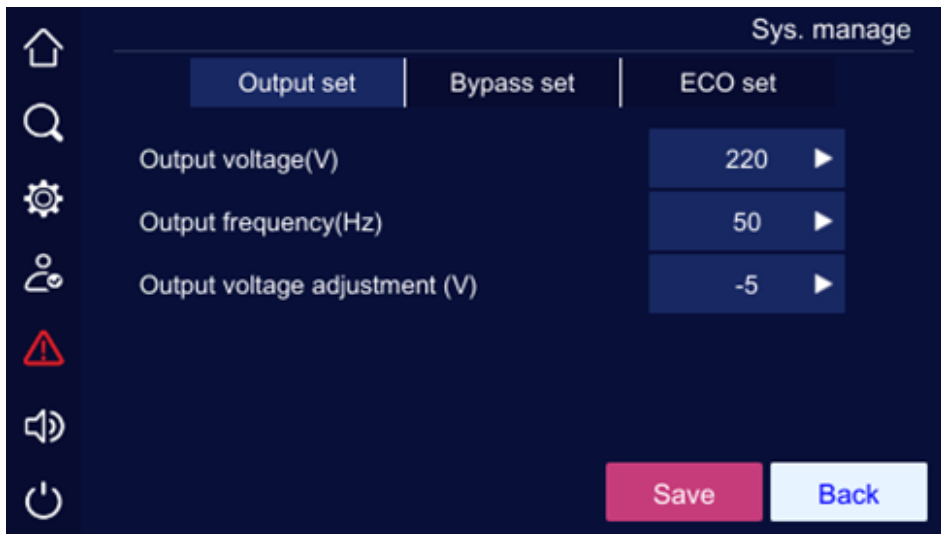 Sys. manage
Output set Bypass set ECO set
Output voltage(V) 220
Output frequency(Hz) 50
Output voltage adjustment (V) -5
Save Back